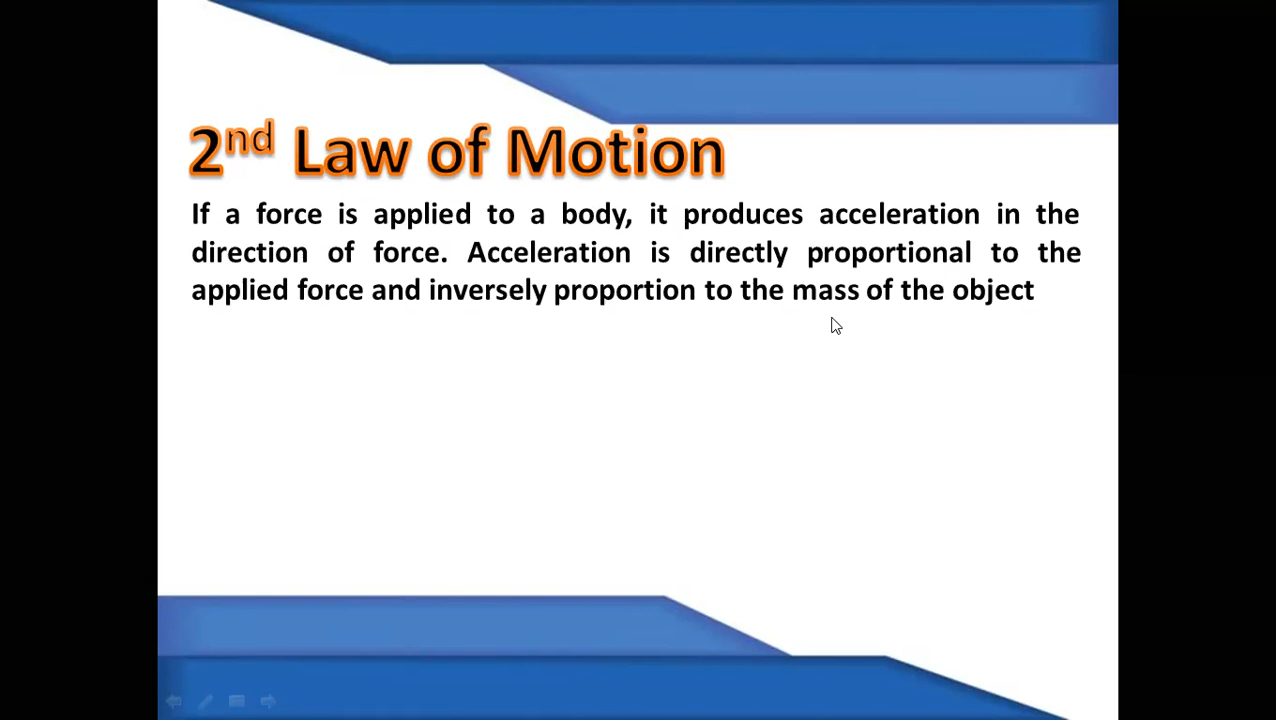 2nd Law of Motion
If a force is applied to a body, it produces acceleration in the
direction of force. Acceleration is directly proportional to the
applied force and inversely proportion to the mass of the object